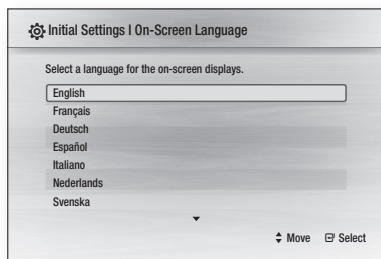 Initial Settings I On-Screen Language
Select a language for the on-screen displays.
English
Français
Deutsch
Español
Italiano
Nederlands
Svenska
Move Select